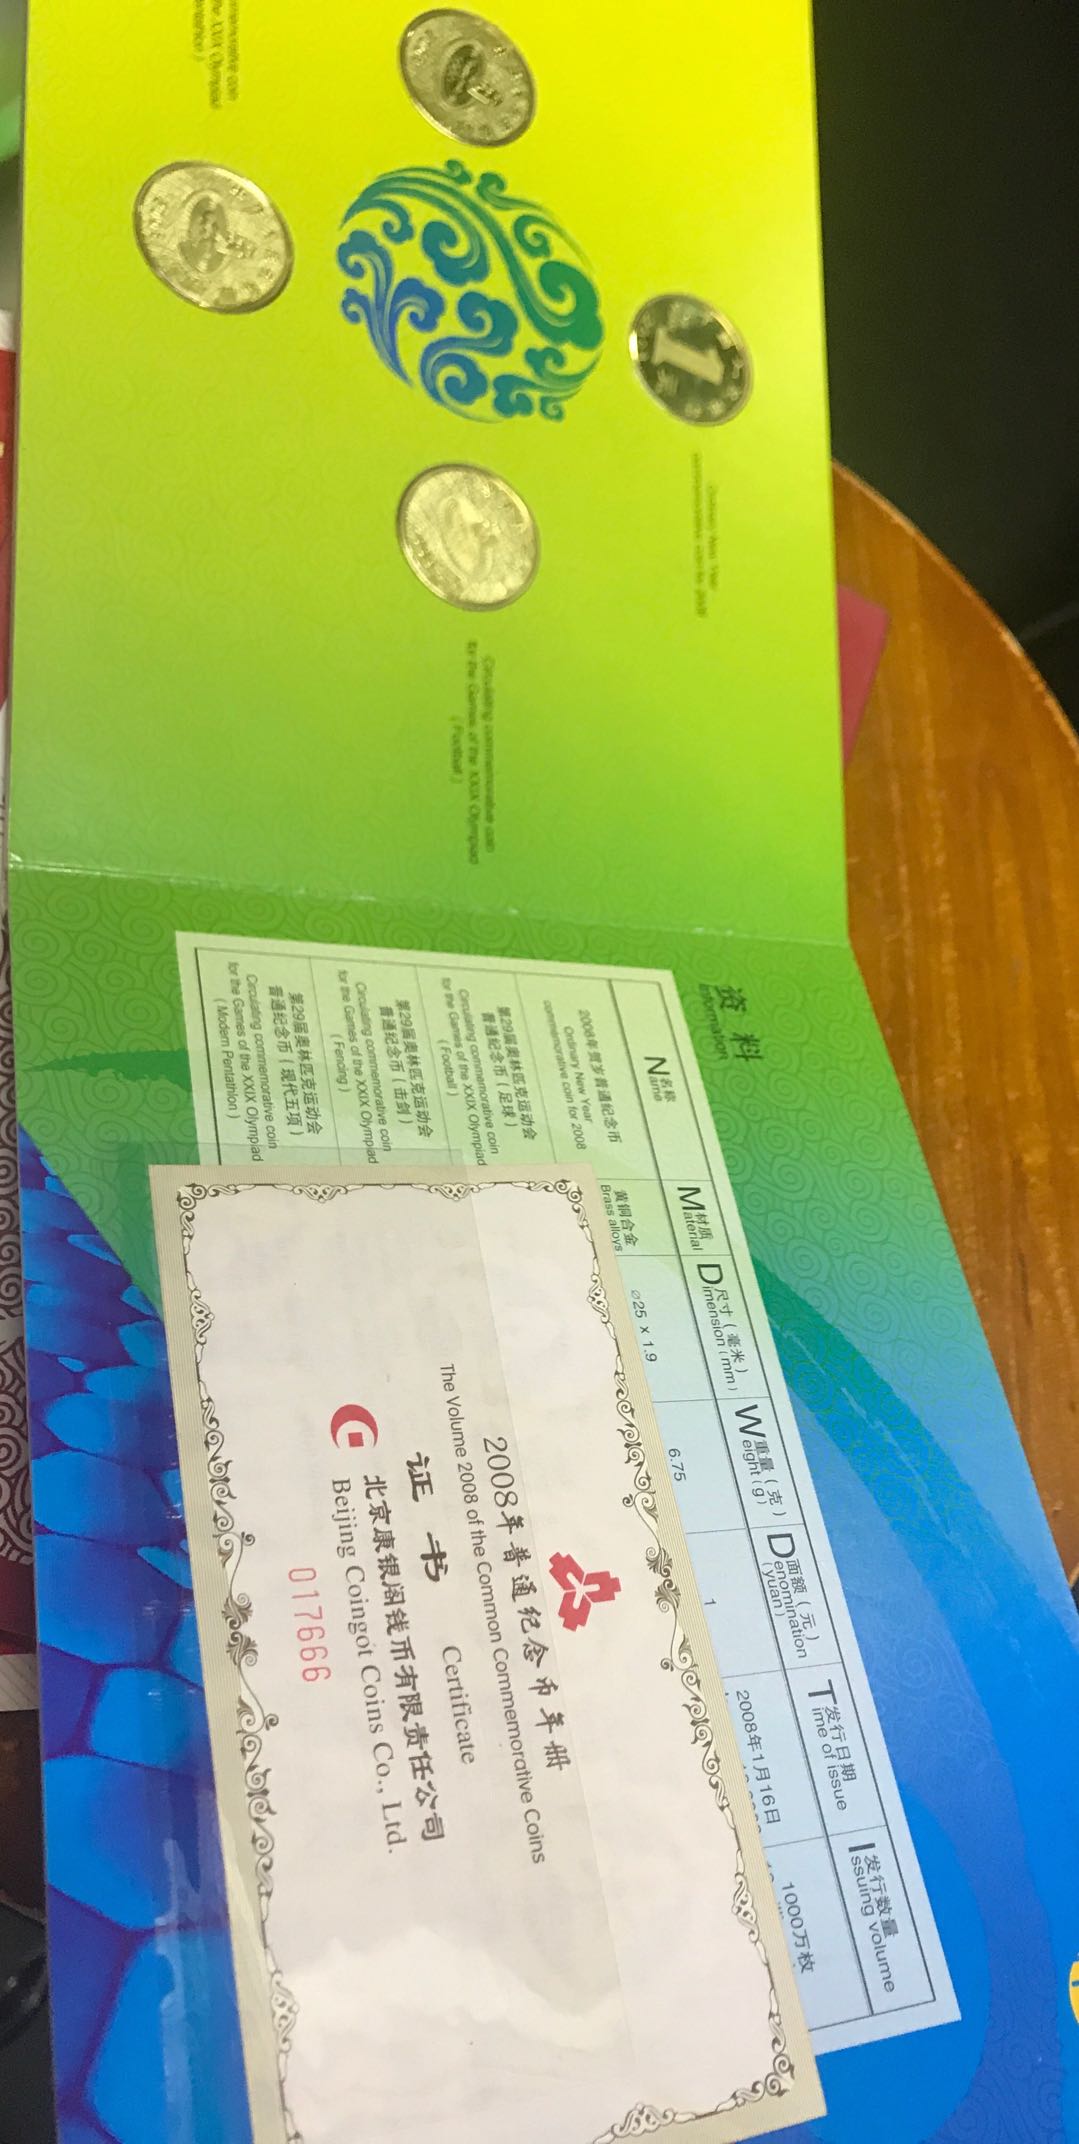 Circulating commemorative coin
for the Games of the XXIX Olympiad
( Football )
资 料
Information
名称
Name
材质
Material
尺寸（毫米）
Dimension（mm）
重量（克）
Weight（g）
面额（元）
Denomination
（yuan）
发行日期
Time of issue
发行数量
Issuing volume
2008年贺岁普通纪念币
Ordinary New Year
commemorative coin for 2008
黄铜合金
Brass alloys
⌀25 x 1.9
6.75
1
2008年1月16日
1000万枚
第29届奥林匹克运动会
普通纪念币（足球）
Circulating commemorative coin
for the Games of the XXIX Olympiad
( Football )
第29届奥林匹克运动会
普通纪念币（击剑）
Circulating commemorative coin
for the Games of the XXIX Olympiad
( Fencing )
第29届奥林匹克运动会
普通纪念币（现代五项）
Circulating commemorative coin
for the Games of the XXIX Olympiad
( Modern Pentathlon )
2008年普通纪念币年册
The Volume 2008 of the Common Commemorative Coins
证 书 Certificate
北京康银阁钱币有限责任公司
Beijing Coingot Coins Co., Ltd.
017666